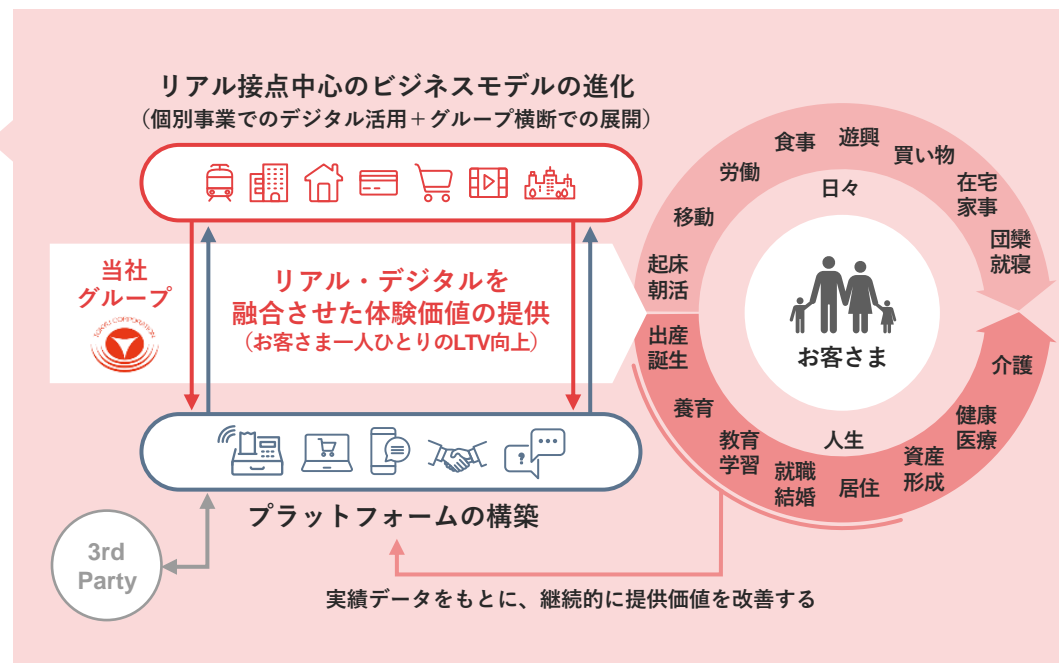 リアル接点中心のビジネスモデルの進化
（個別事業でのデジタル活用＋グループ横断での展開）
当社
グループ
TOKYU CORPORATION
リアル・デジタルを
融合させた体験価値の提供
（お客さま一人ひとりのLTV向上）
プラットフォームの構築
3rd
Party
実績データをもとに、継続的に提供価値を改善する
日々
起床
朝活
移動
労働
食事
遊興
買い物
在宅
家事
団欒
就寝
お客さま
人生
出産
誕生
養育
教育
学習
就職
結婚
居住
資産
形成
健康
医療
介護